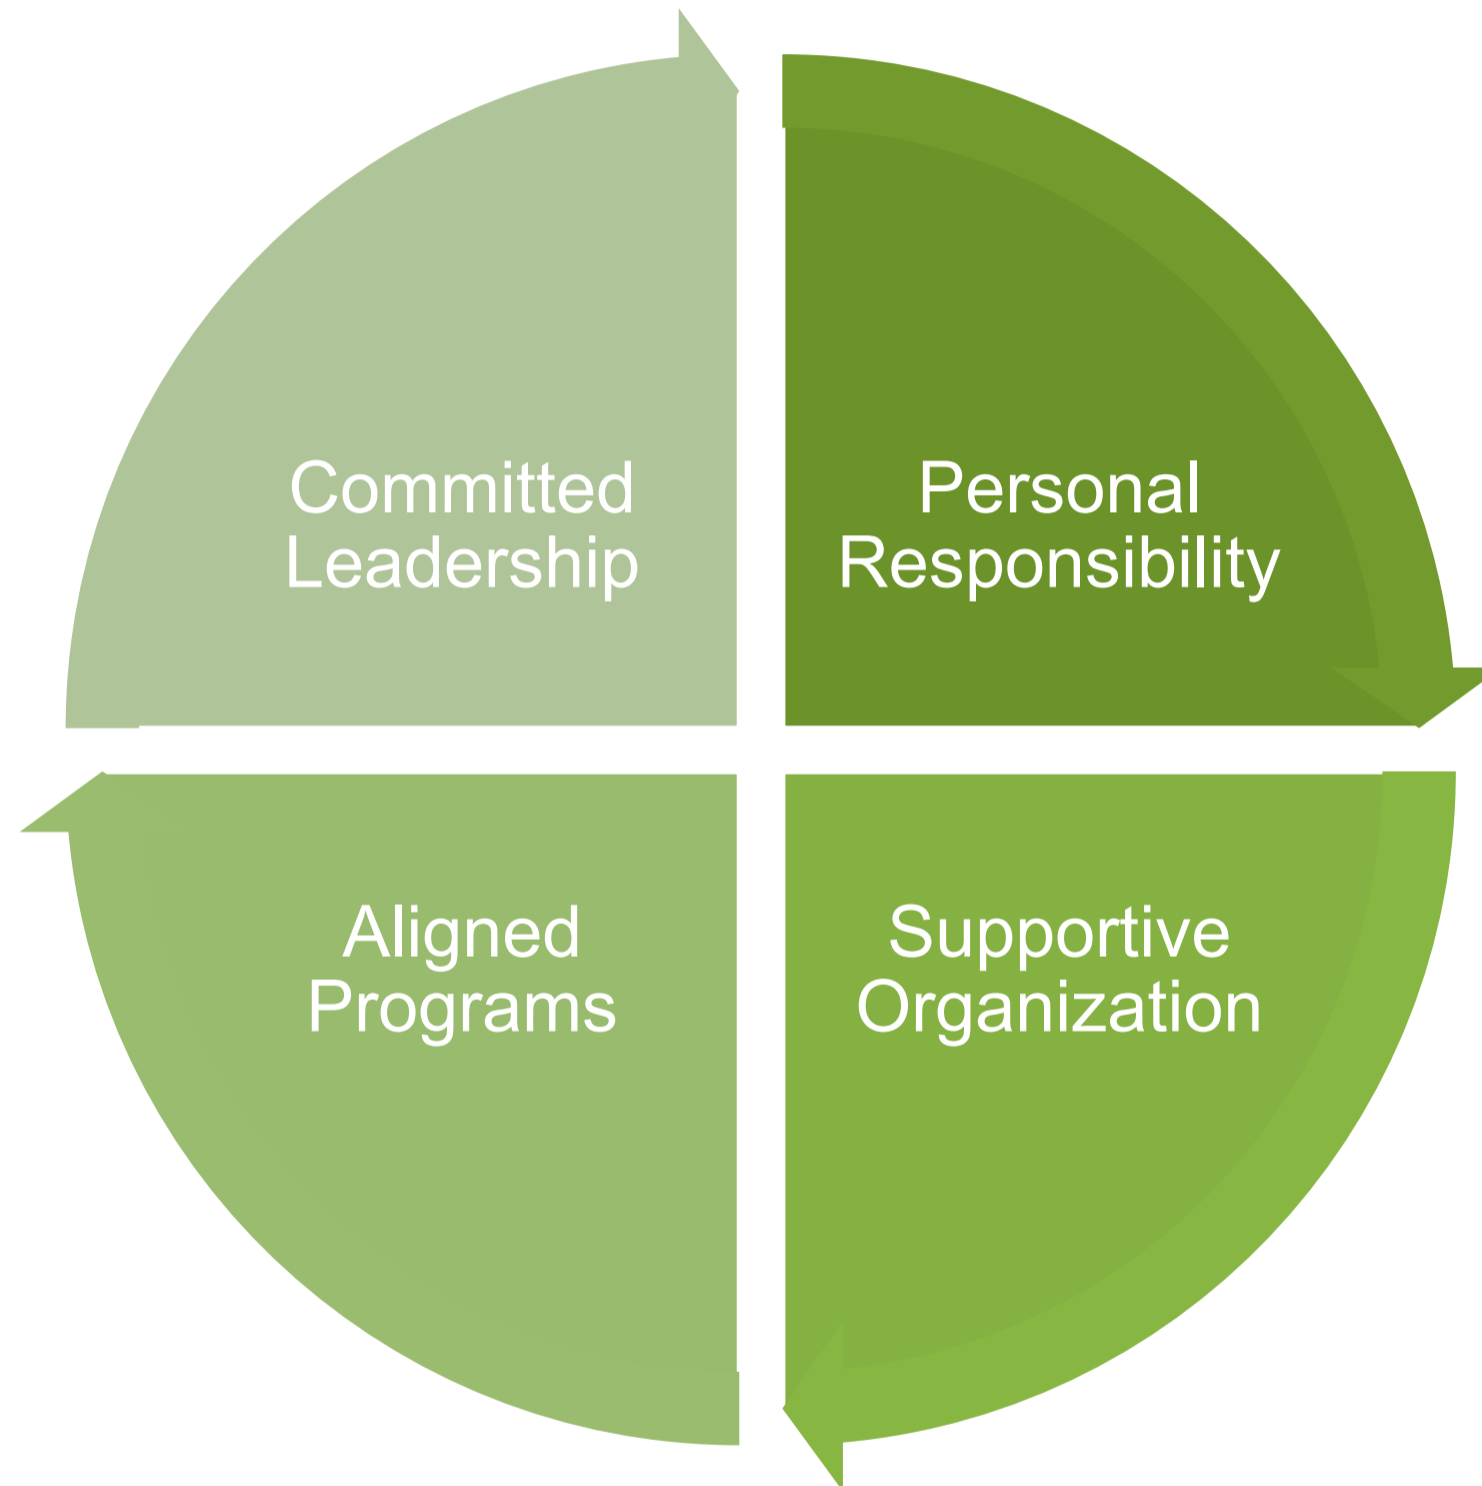 Committed
Leadership
Personal
Responsibility
Aligned
Programs
Supportive
Organization